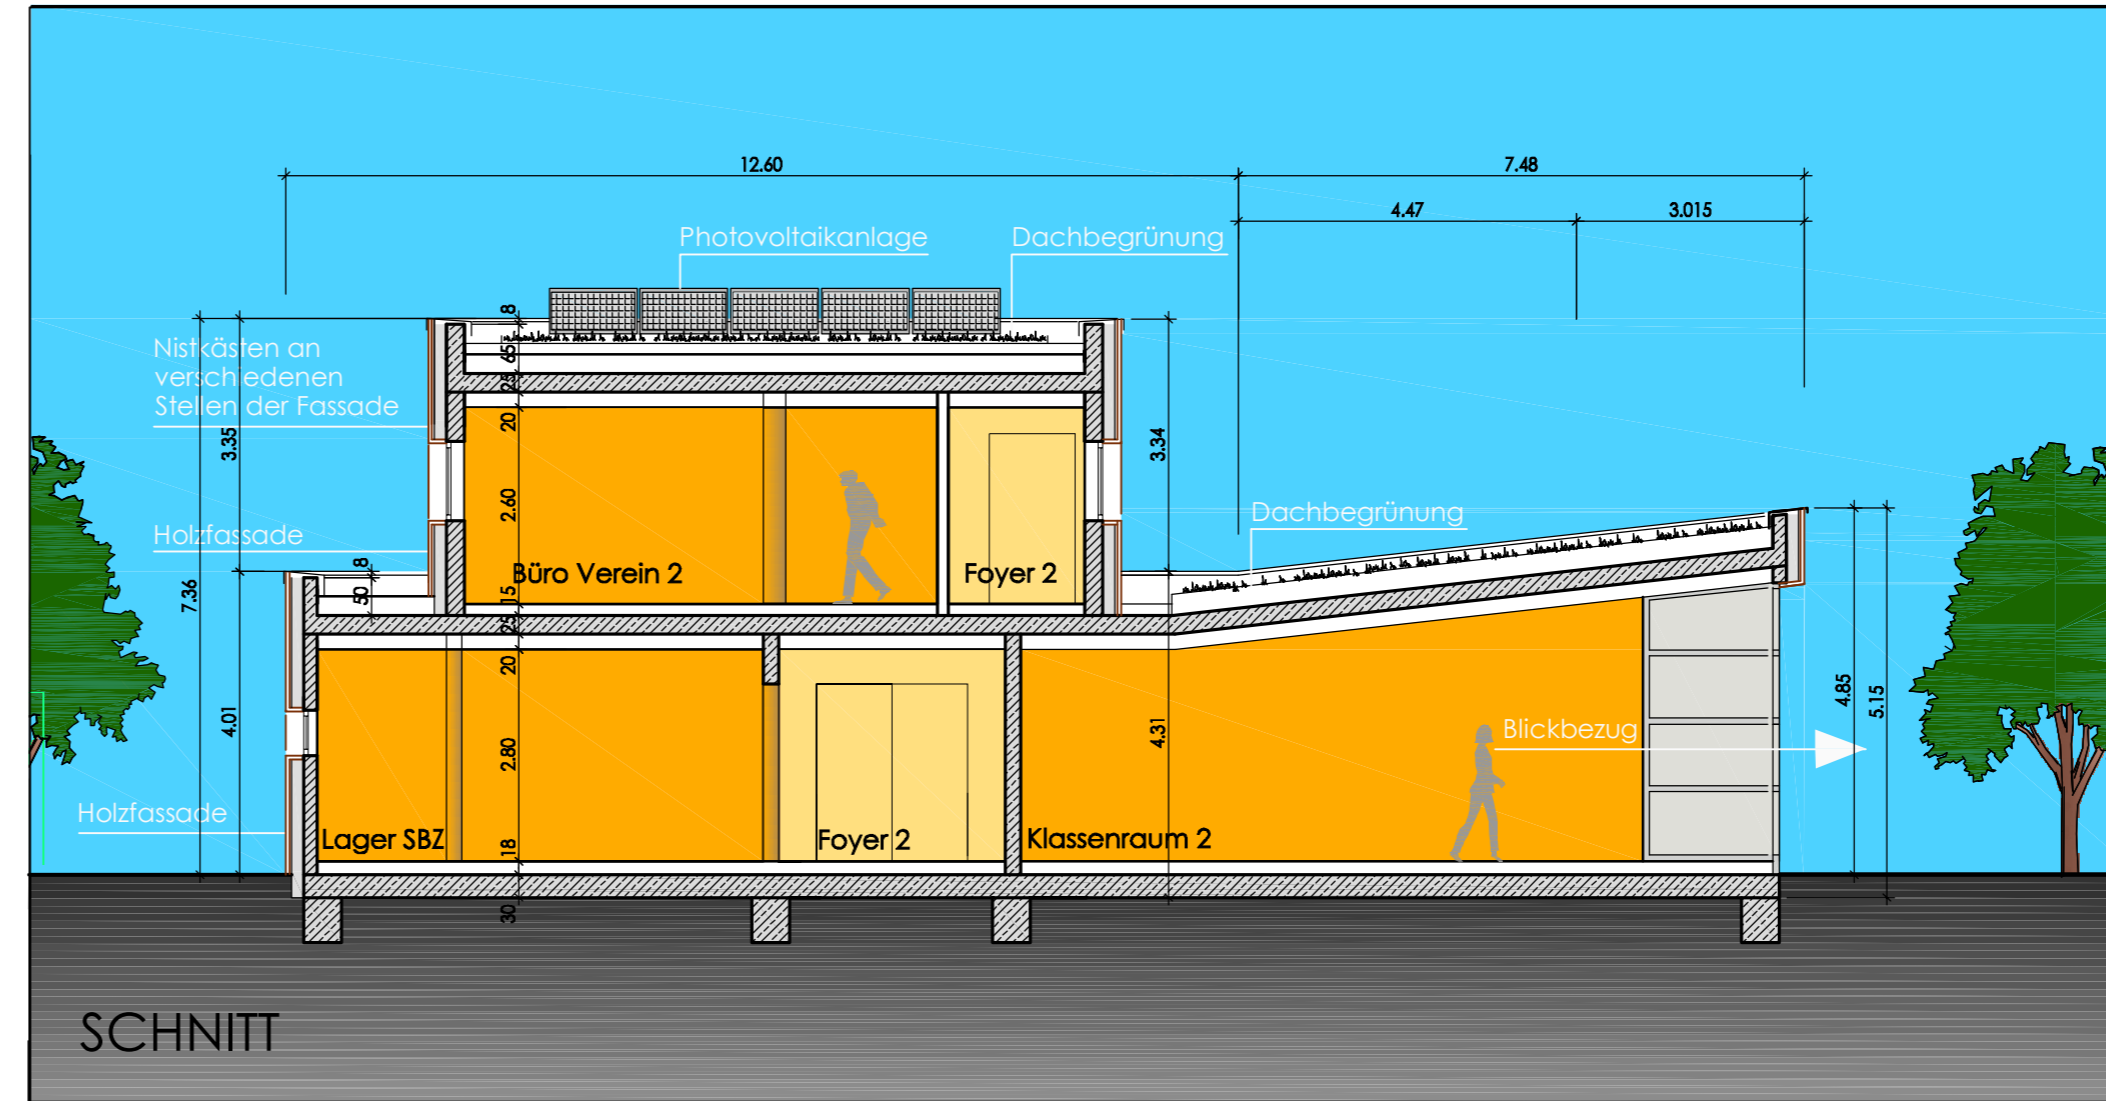 12.60
7.48
4.47
3.015
Photovoltaikanlage
Dachbegrünung
Nistkästen an
verschiedenen
Stellen der Fassade
Holzfassade
Dachbegrünung
8
65
25
20
2.60
15
25
20
2.80
18
30
3.35
7.36
4.01
8
50
3.34
4.31
4.85
5.15
Büro Verein 2
Foyer 2
Blickbezug
Holzfassade
Lager SBZ
Foyer 2
Klassenraum 2
SCHNITT